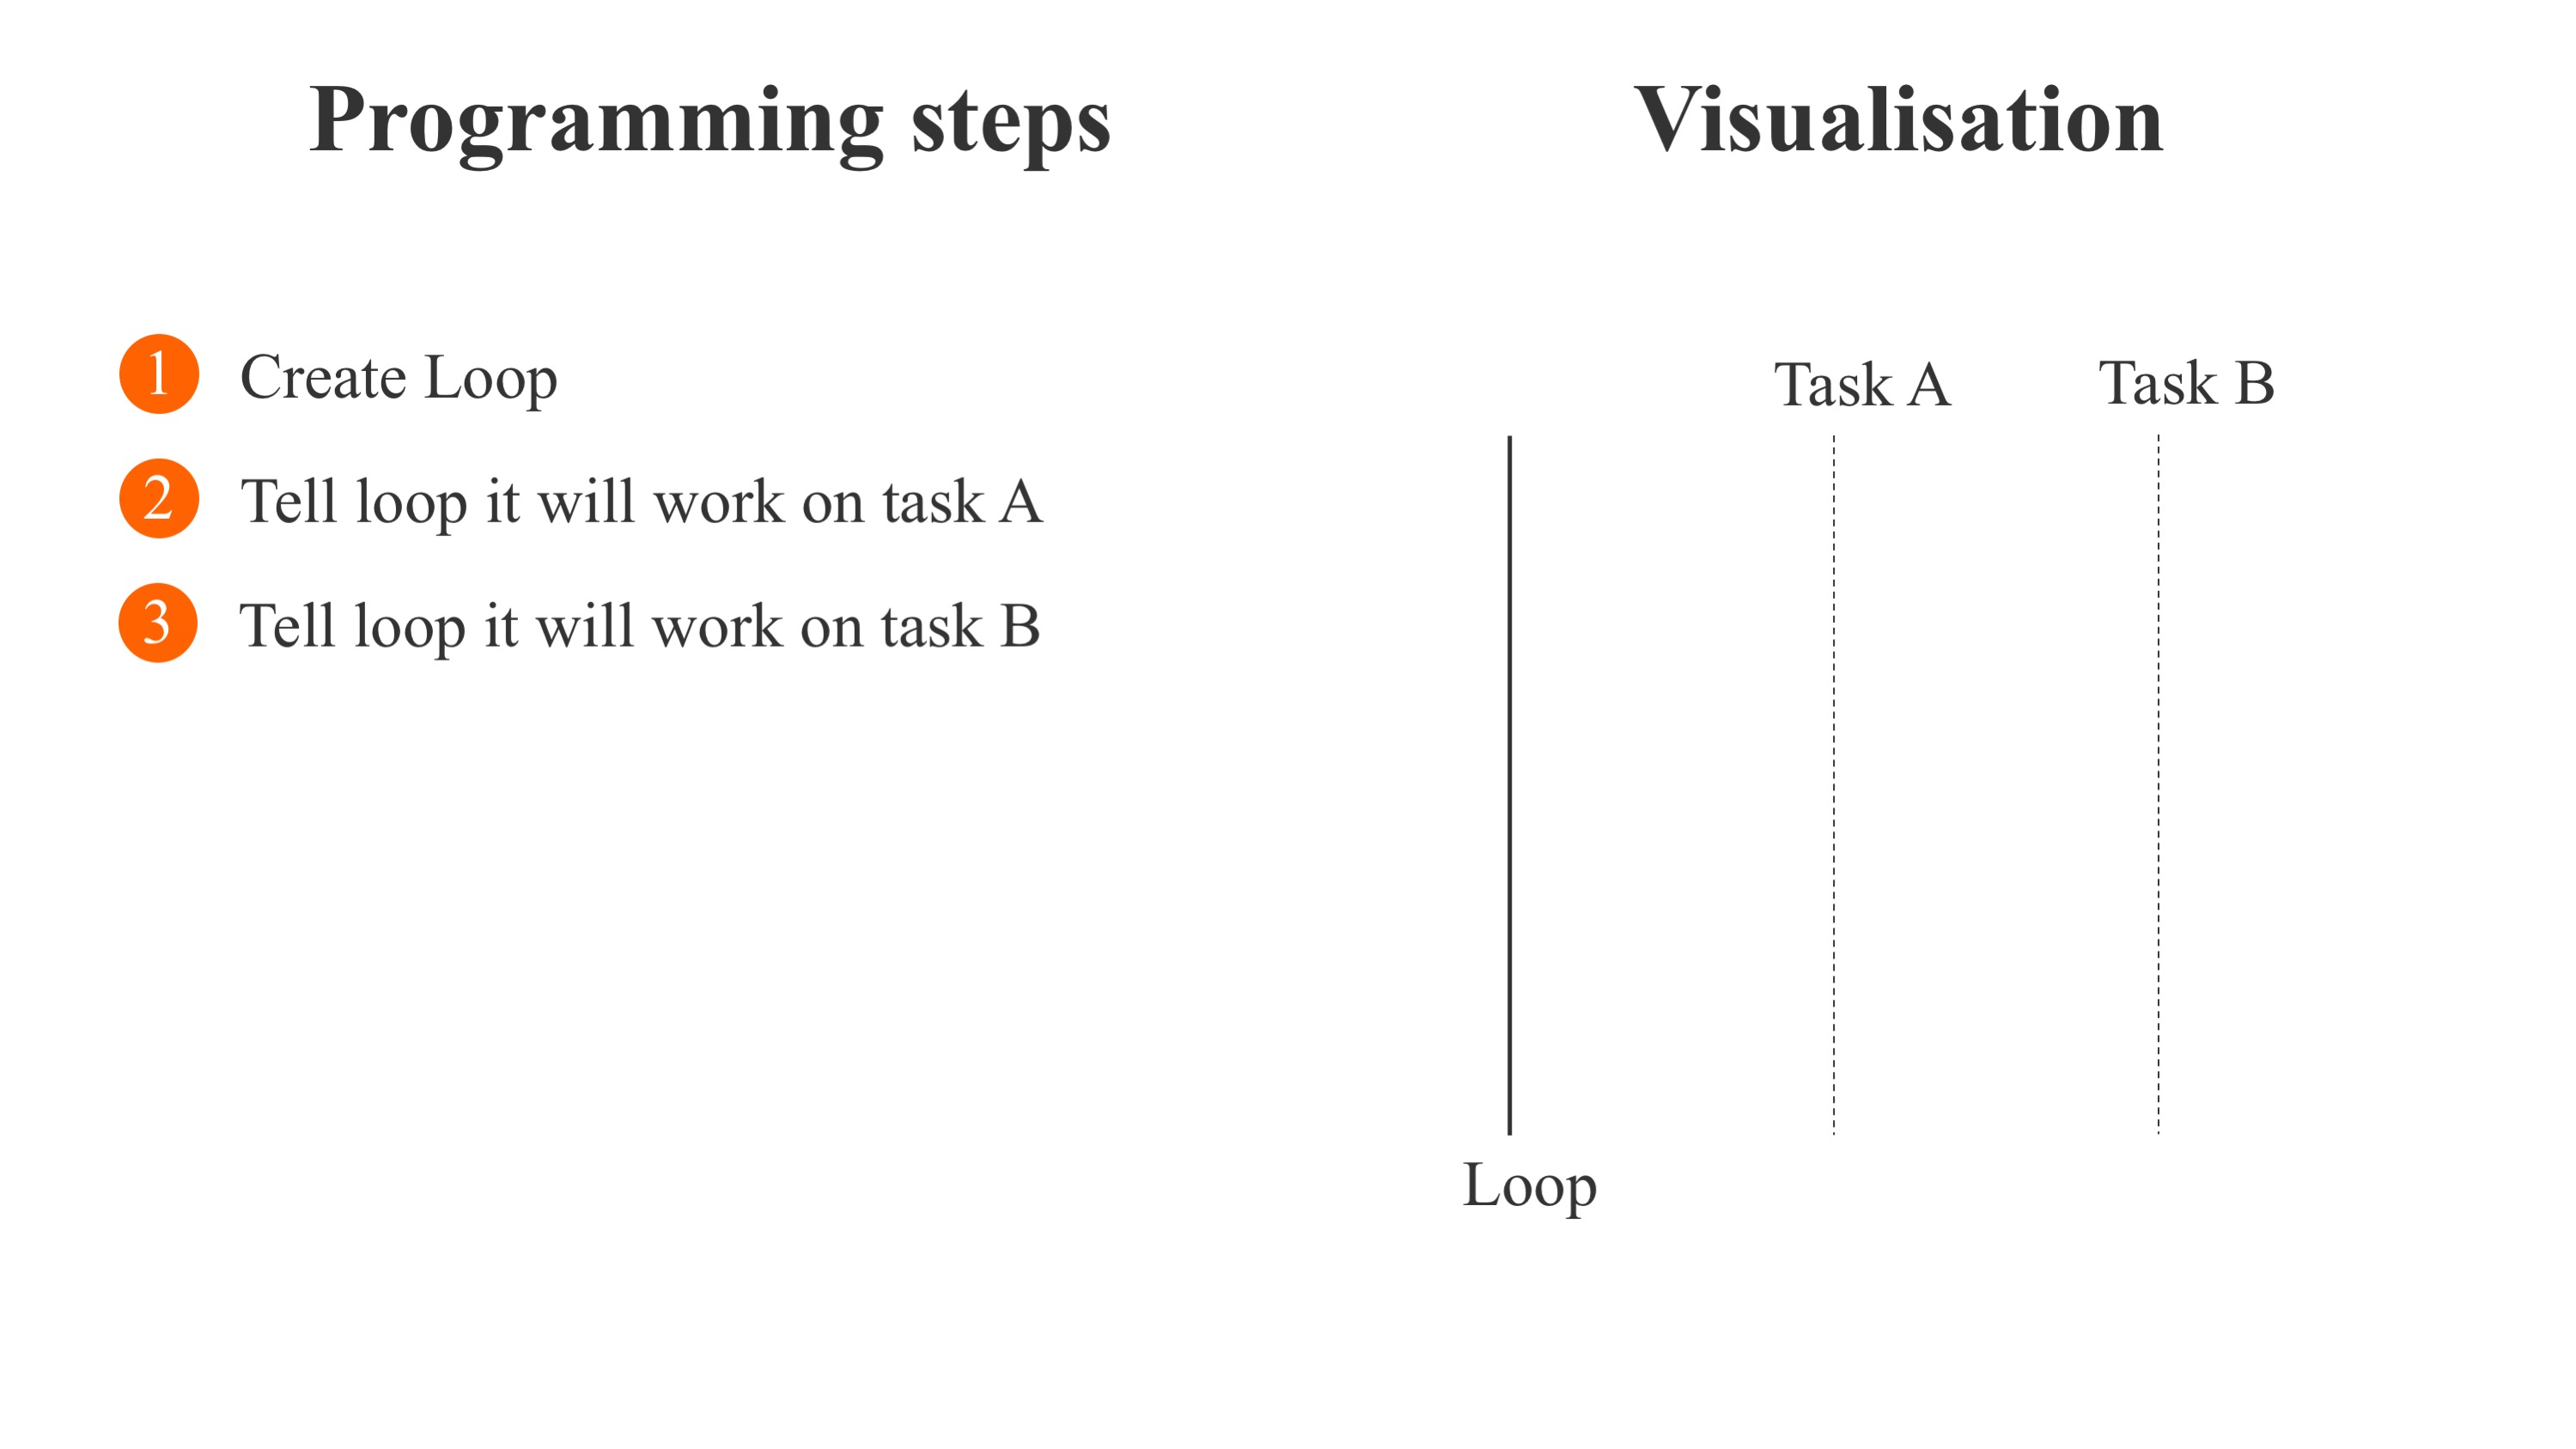 Programming steps
Visualisation
1 Create Loop
2 Tell loop it will work on task A
3 Tell loop it will work on task B
Task A
Task B
Loop